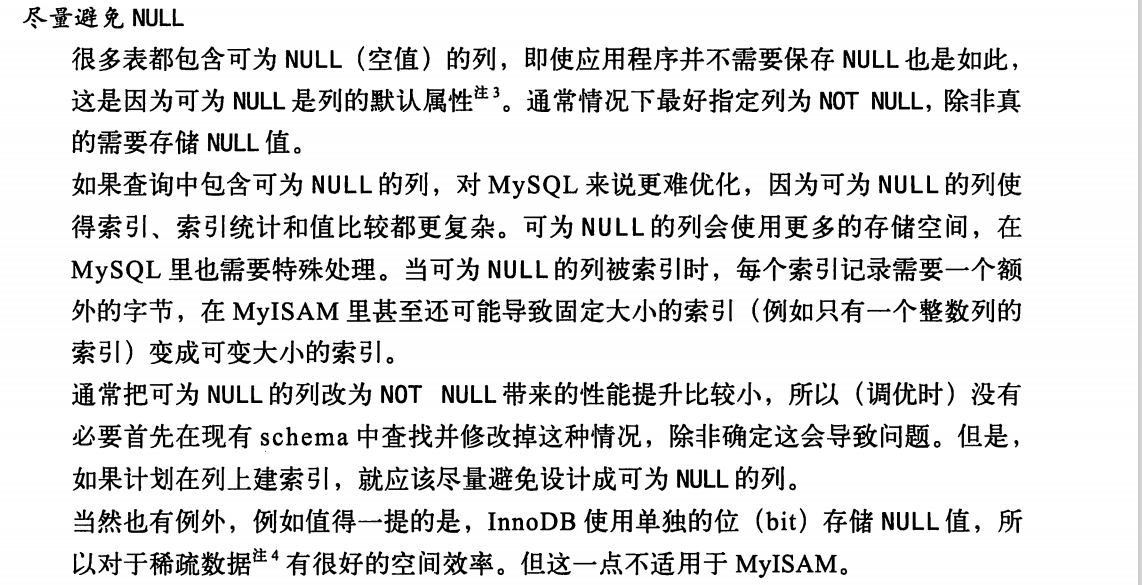 尽量避免 NULL
很多表都包含可为 NULL（空值）的列，即使应用程序并不需要保存 NULL 也是如此，
这是因为可为 NULL 是列的默认属性注3。通常情况下最好指定列为 NOT NULL，除非真
的需要存储 NULL 值。
如果查询中包含可为 NULL 的列，对 MySQL 来说更难优化，因为可为 NULL 的列使
得索引、索引统计和值比较都更复杂。可为 NULL 的列会使用更多的存储空间，在
MySQL 里也需要特殊处理。当可为 NULL 的列被索引时，每个索引记录需要一个额
外的字节，在 MyISAM 里甚至还可能导致固定大小的索引（例如只有一个整数列的
索引）变成可变大小的索引。
通常把可为 NULL 的列改为 NOT NULL 带来的性能提升比较小，所以（调优时）没有
必要首先在现有 schema 中查找并修改掉这种情况，除非确定这会导致问题。但是，
如果计划在列上建索引，就应该尽量避免设计成可为 NULL 的列。
当然也有例外，例如值得一提的是，InnoDB 使用单独的位（bit）存储 NULL 值，所
以对于稀疏数据注4有很好的空间效率。但这一点不适用于 MyISAM。